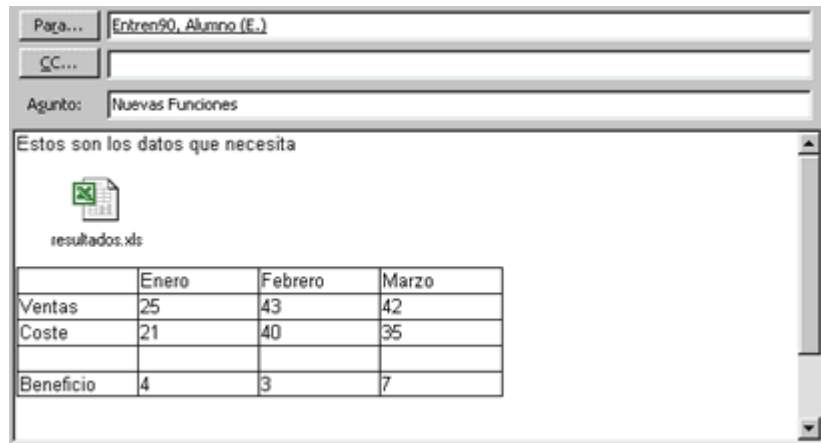 Para... Entren90, Alumno (E.)
CC...
Asunto: Nuevas Funciones
Estos son los datos que necesita
resultados.xls
Enero Febrero Marzo
Ventas 25 43 42
Coste 21 40 35
Beneficio 4 3 7